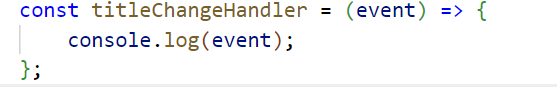 const titleChangeHandler = (event) => {
    console.log(event);
};